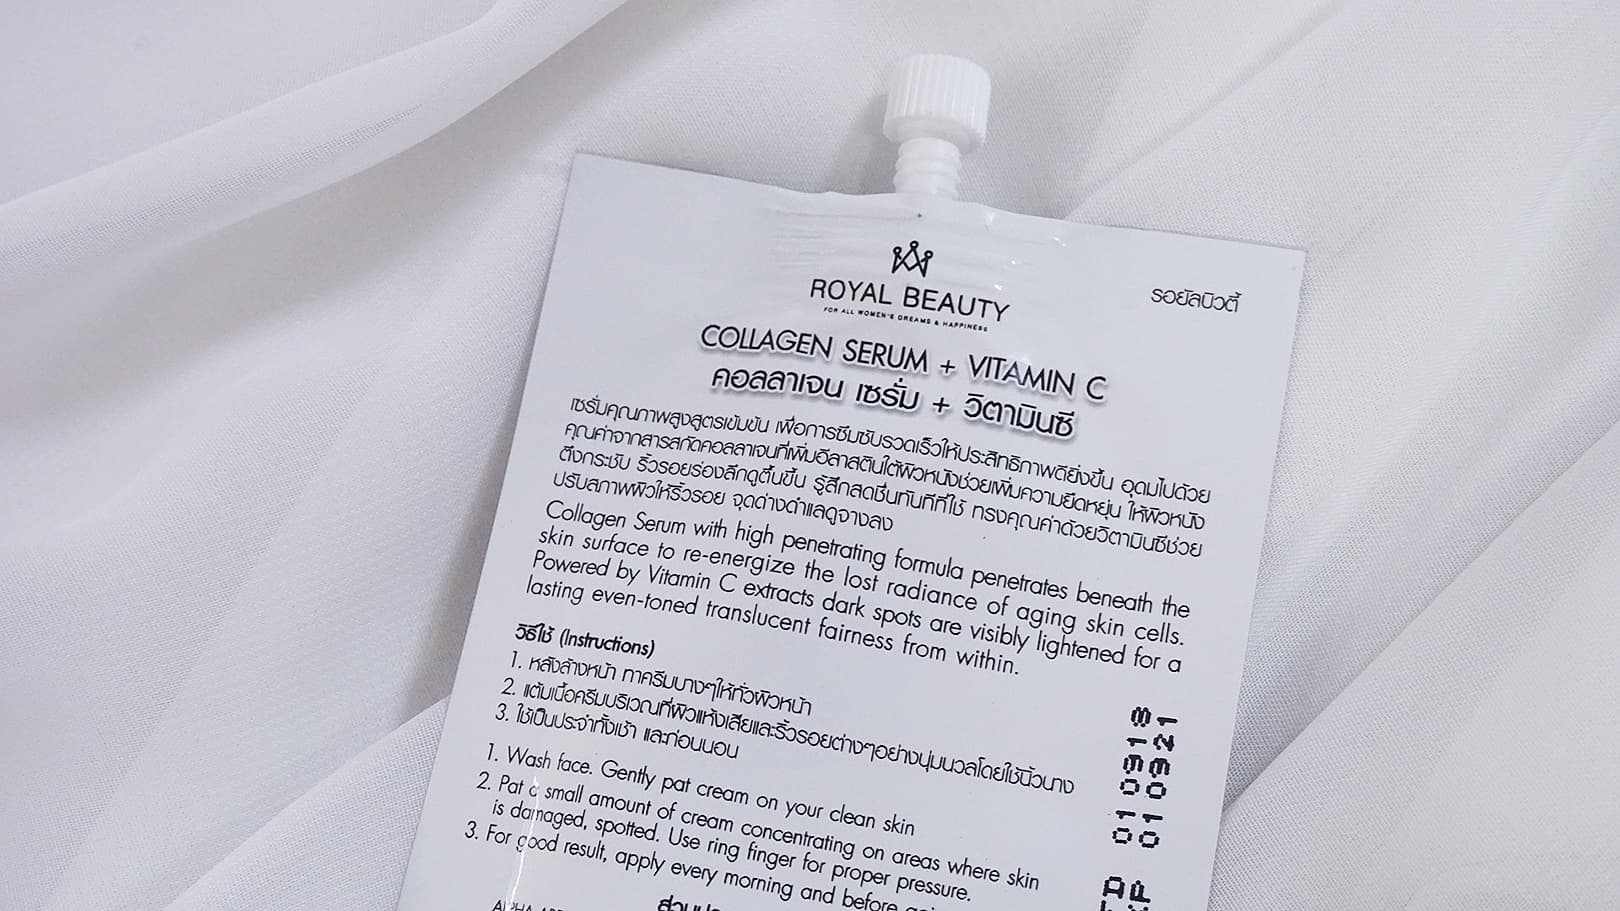 ROYAL BEAUTY
FOR ALL WOMEN'S DREAMS & HAPPINESS
รอยัลบิวตี้
COLLAGEN SERUM + VITAMIN C
คอลลาเจน เซรั่ม + วิตามินซี
เซรั่มคุณภาพสูงสูตรเข้มข้น เพื่อการซึมซับรวดเร็วให้ประสิทธิภาพดียิ่งขึ้น อุดมไปด้วย
คุณค่าจากสารสกัดคอลลาเจนที่เพิ่มอีลาสตินใต้ผิวหนังช่วยเพิ่มความยืดหยุ่น ให้ผิวหนัง
ตึงกระชับ ริ้วรอยร่องลึกดูตื้นขึ้น รู้สึกสดชื่นทันทีที่ใช้ ทรงคุณค่าด้วยวิตามินซีช่วย
ปรับสภาพผิวให้ริ้วรอย จุดด่างดำแลดูจางลง
Collagen Serum with high penetrating formula penetrates beneath the
skin surface to re-energize the lost radiance of aging skin cells.
Powered by Vitamin C extracts dark spots are visibly lightened for a
lasting even-toned translucent fairness from within.
วิธีใช้ (Instructions)
1. หลังล้างหน้า ทาครีมบางๆให้ทั่วผิวหน้า
2. แต้มเนื้อครีมบริเวณที่ผิวแห้งเสียและริ้วรอยต่างๆอย่างนุ่มนวลโดยใช้นิ้วนาง
3. ใช้เป็นประจำทั้งเช้า และก่อนนอน
1. Wash face. Gently pat cream on your clean skin
2. Pat a small amount of cream concentrating on areas where skin
is damaged, spotted. Use ring finger for proper pressure.
3. For good result, apply every morning and before
010318
010321